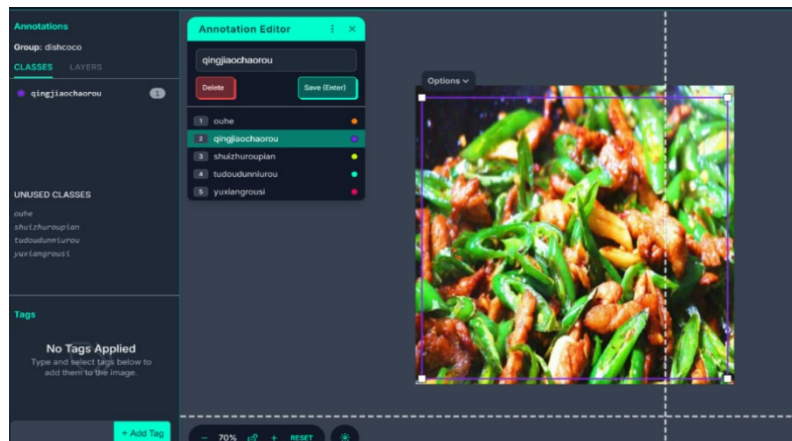 Annotations
Group: dishcoco
CLASSES LAYERS
qingjiaochaorou 1
UNUSED CLASSES
ouhe
shuizhuroupian
tudoudunniurou
yuxiangrousi
Tags
No Tags Applied
Type and select tags below to
add them to the image.
+ Add Tag
Annotation Editor
qingjiaochaorou
Delete Save (Enter)
1 ouhe
2 qingjiaochaorou
3 shuizhuroupian
4 tudoudunniurou
5 yuxiangrousi
Options
− 70% + RESET